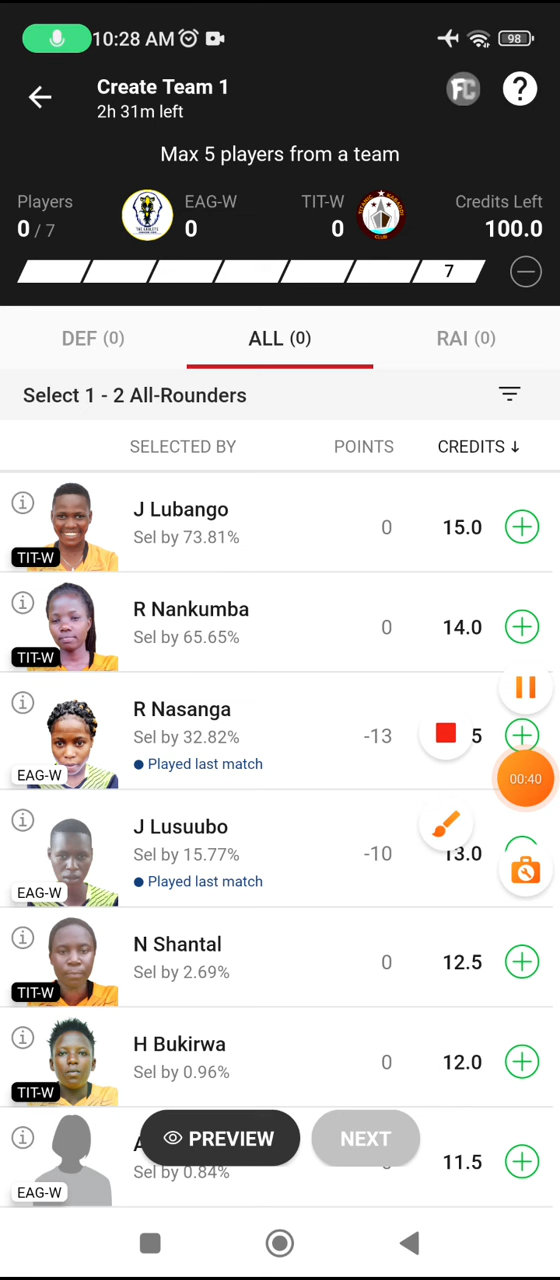 10:28 AM
98
Create Team 1
2h 31m left
FC
?
Max 5 players from a team
Players
EAG-W
TIT-W
Credits Left
0 / 7
0
0
100.0
7
DEF (0)
ALL (0)
RAI (0)
Select 1 - 2 All-Rounders
SELECTED BY
POINTS
CREDITS ↓
J Lubango
Sel by 73.81%
0
15.0
TIT-W
R Nankumba
Sel by 65.65%
0
14.0
TIT-W
R Nasanga
Sel by 32.82%
-13
5
Played last match
EAG-W
00:40
J Lusuubo
Sel by 15.77%
-10
13.0
Played last match
EAG-W
N Shantal
Sel by 2.69%
0
12.5
TIT-W
H Bukirwa
Sel by 0.96%
0
12.0
TIT-W
PREVIEW
NEXT
Sel by 0.84%
11.5
EAG-W